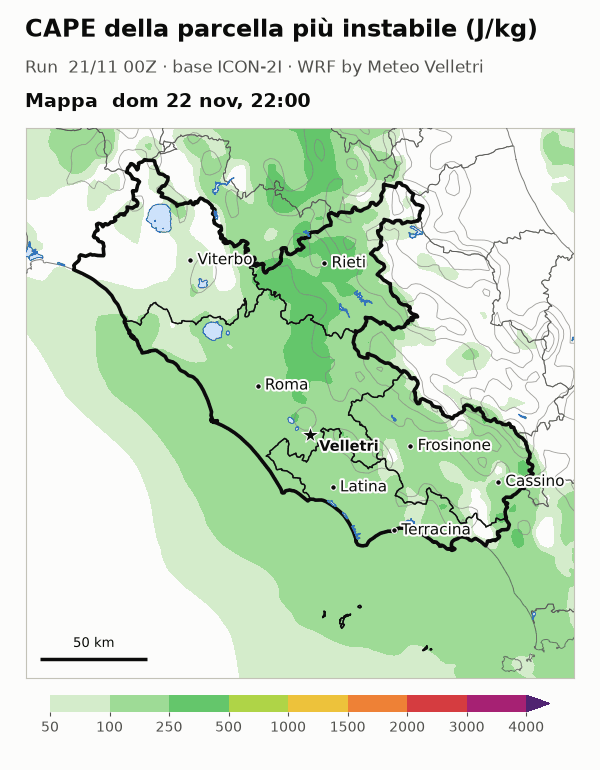 CAPE della parcella più instabile (J/kg)
Run  21/11 00Z · base ICON-2I · WRF by Meteo Velletri
Mappa  dom 22 nov, 22:00
Viterbo
Rieti
Roma
Velletri
Frosinone
Latina
Cassino
Terracina
50 km
50 100 250 500 1000 1500 2000 3000 4000